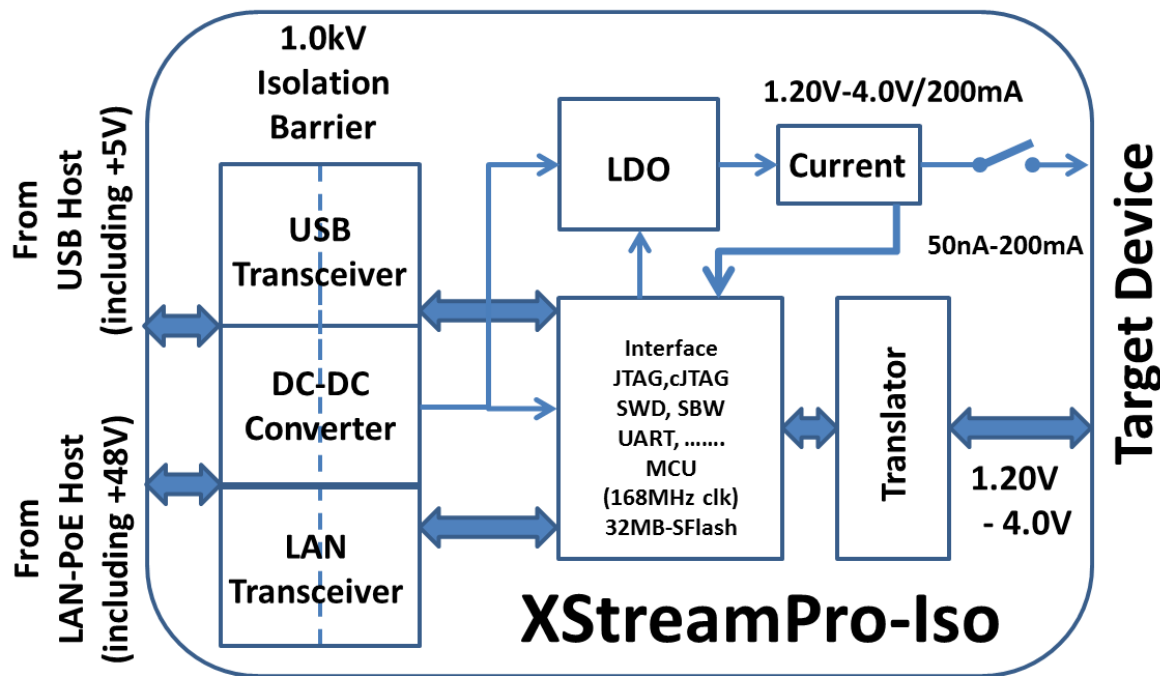 From
USB Host
(including +5V)
From
LAN-PoE Host
(including +48V)
1.0kV
Isolation
Barrier
USB
Transceiver
DC-DC
Converter
LAN
Transceiver
LDO
1.20V-4.0V/200mA
Current
50nA-200mA
Interface
JTAG,cJTAG
SWD, SBW
UART, .......
MCU
(168MHz clk)
32MB-SFlash
Translator
1.20V
- 4.0V
Target Device
XStreamPro-Iso